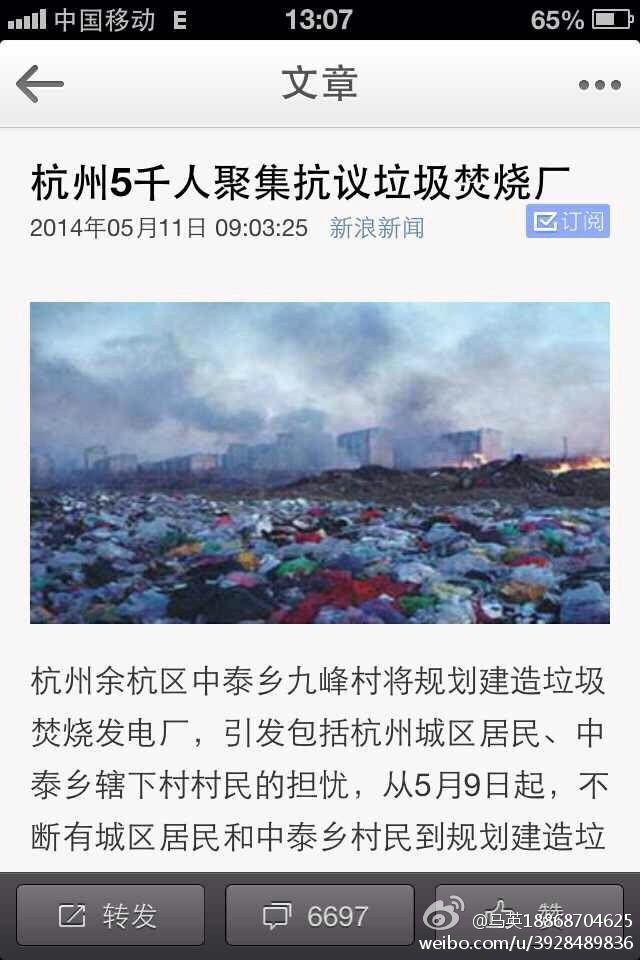 中国移动 E 13:07 65%
文章
杭州5千人聚集抗议垃圾焚烧厂
2014年05月11日 09:03:25 新浪新闻 订阅
杭州余杭区中泰乡九峰村将规划建造垃圾
焚烧发电厂，引发包括杭州城区居民、中
泰乡辖下村村民的担忧，从5月9日起，不
断有城区居民和中泰乡村民到规划建造垃
转发 6697 赞
@马英18868704625
weibo.com/u/3928489836